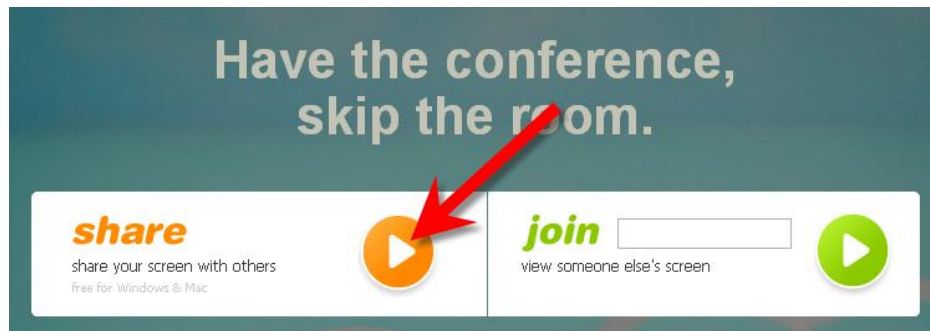 Have the conference,
skip the room.
share
share your screen with others
free for Windows & Mac
join
view someone else's screen